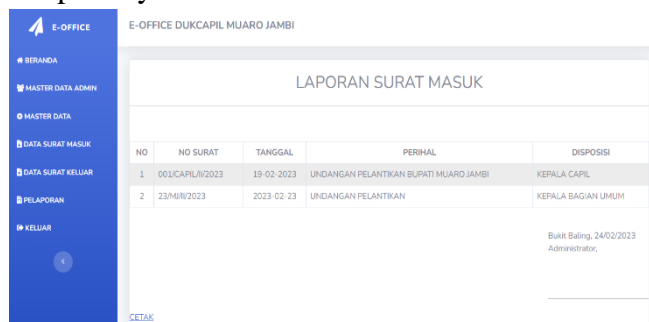 E-OFFICE
E-OFFICE DUKCAPIL MUARO JAMBI
BERANDA
MASTER DATA ADMIN
MASTER DATA
DATA SURAT MASUK
DATA SURAT KELUAR
PELAPORAN
KELUAR
LAPORAN SURAT MASUK
NO NO SURAT TANGGAL PERIHAL DISPOSISI
1 001/CAPIL/II/2023 19-02-2023 UNDANGAN PELANTIKAN BUPATI MUARO JAMBI KEPALA CAPIL
2 23/MJ/II/2023 2023-02-23 UNDANGAN PELANTIKAN KEPALA BAGIAN UMUM
Bukit Baling, 24/02/2023
Administrator,
CETAK